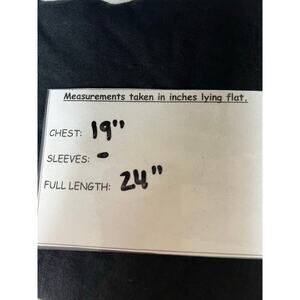 Measurements taken in inches lying flat.
CHEST: 19"
SLEEVES: -
FULL LENGTH: 24"